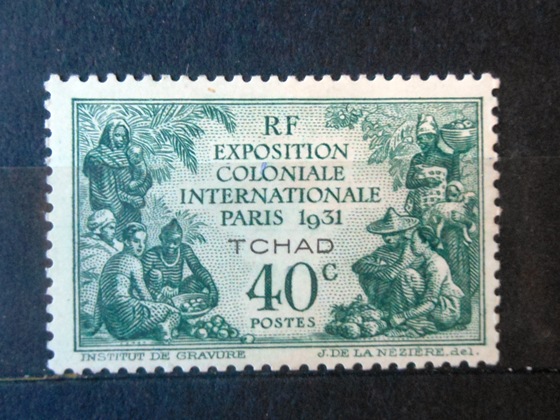 RF
EXPOSITION
COLONIALE
INTERNATIONALE
PARIS 1931
TCHAD
40c
POSTES
INSTITUT DE GRAVURE J. DE LA NEZIÈRE, del.